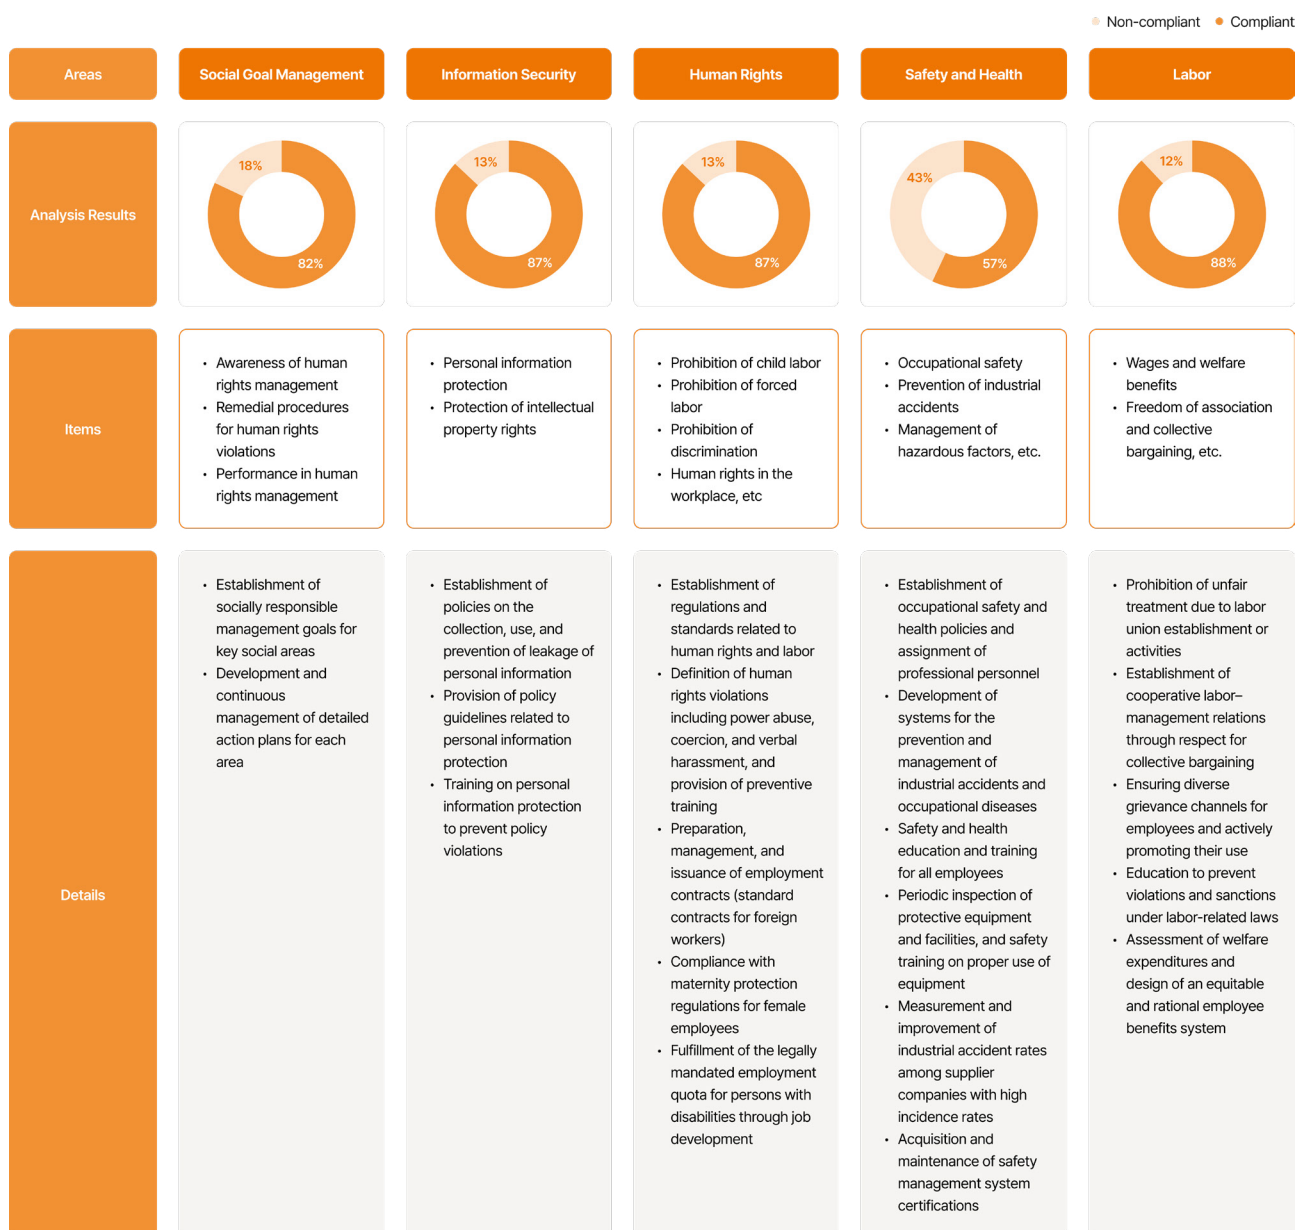 Non-compliant Compliant
Areas
Social Goal Management
Information Security
Human Rights
Safety and Health
Labor
Analysis Results
18%
82%
13%
87%
13%
87%
43%
57%
12%
88%
Items
• Awareness of human
rights management
• Remedial procedures
for human rights
violations
• Performance in human
rights management
• Personal information
protection
• Protection of intellectual
property rights
• Prohibition of child labor
• Prohibition of forced
labor
• Prohibition of
discrimination
• Human rights in the
workplace, etc
• Occupational safety
• Prevention of industrial
accidents
• Management of
hazardous factors, etc.
• Wages and welfare
benefits
• Freedom of association
and collective
bargaining, etc.
Details
• Establishment of
socially responsible
management goals for
key social areas
• Development and
continuous
management of detailed
action plans for each
area
• Establishment of
policies on the
collection, use, and
prevention of leakage of
personal information
• Provision of policy
guidelines related to
personal information
protection
• Training on personal
information protection
to prevent policy
violations
• Establishment of
regulations and
standards related to
human rights and labor
• Definition of human
rights violations
including power abuse,
coercion, and verbal
harassment, and
provision of preventive
training
• Preparation,
management, and
issuance of employment
contracts (standard
contracts for foreign
workers)
• Compliance with
maternity protection
regulations for female
employees
• Fulfillment of the legally
mandated employment
quota for persons with
disabilities through job
development
• Establishment of
occupational safety and
health policies and
assignment of
professional personnel
• Development of
systems for the
prevention and
management of
industrial accidents and
occupational diseases
• Safety and health
education and training
for all employees
• Periodic inspection of
protective equipment
and facilities, and safety
training on proper use of
equipment
• Measurement and
improvement of
industrial accident rates
among supplier
companies with high
incidence rates
• Acquisition and
maintenance of safety
management system
certifications
• Prohibition of unfair
treatment due to labor
union establishment or
activities
• Establishment of
cooperative labor–
management relations
through respect for
collective bargaining
• Ensuring diverse
grievance channels for
employees and actively
promoting their use
• Education to prevent
violations and sanctions
under labor-related laws
• Assessment of welfare
expenditures and
design of an equitable
and rational employee
benefits system